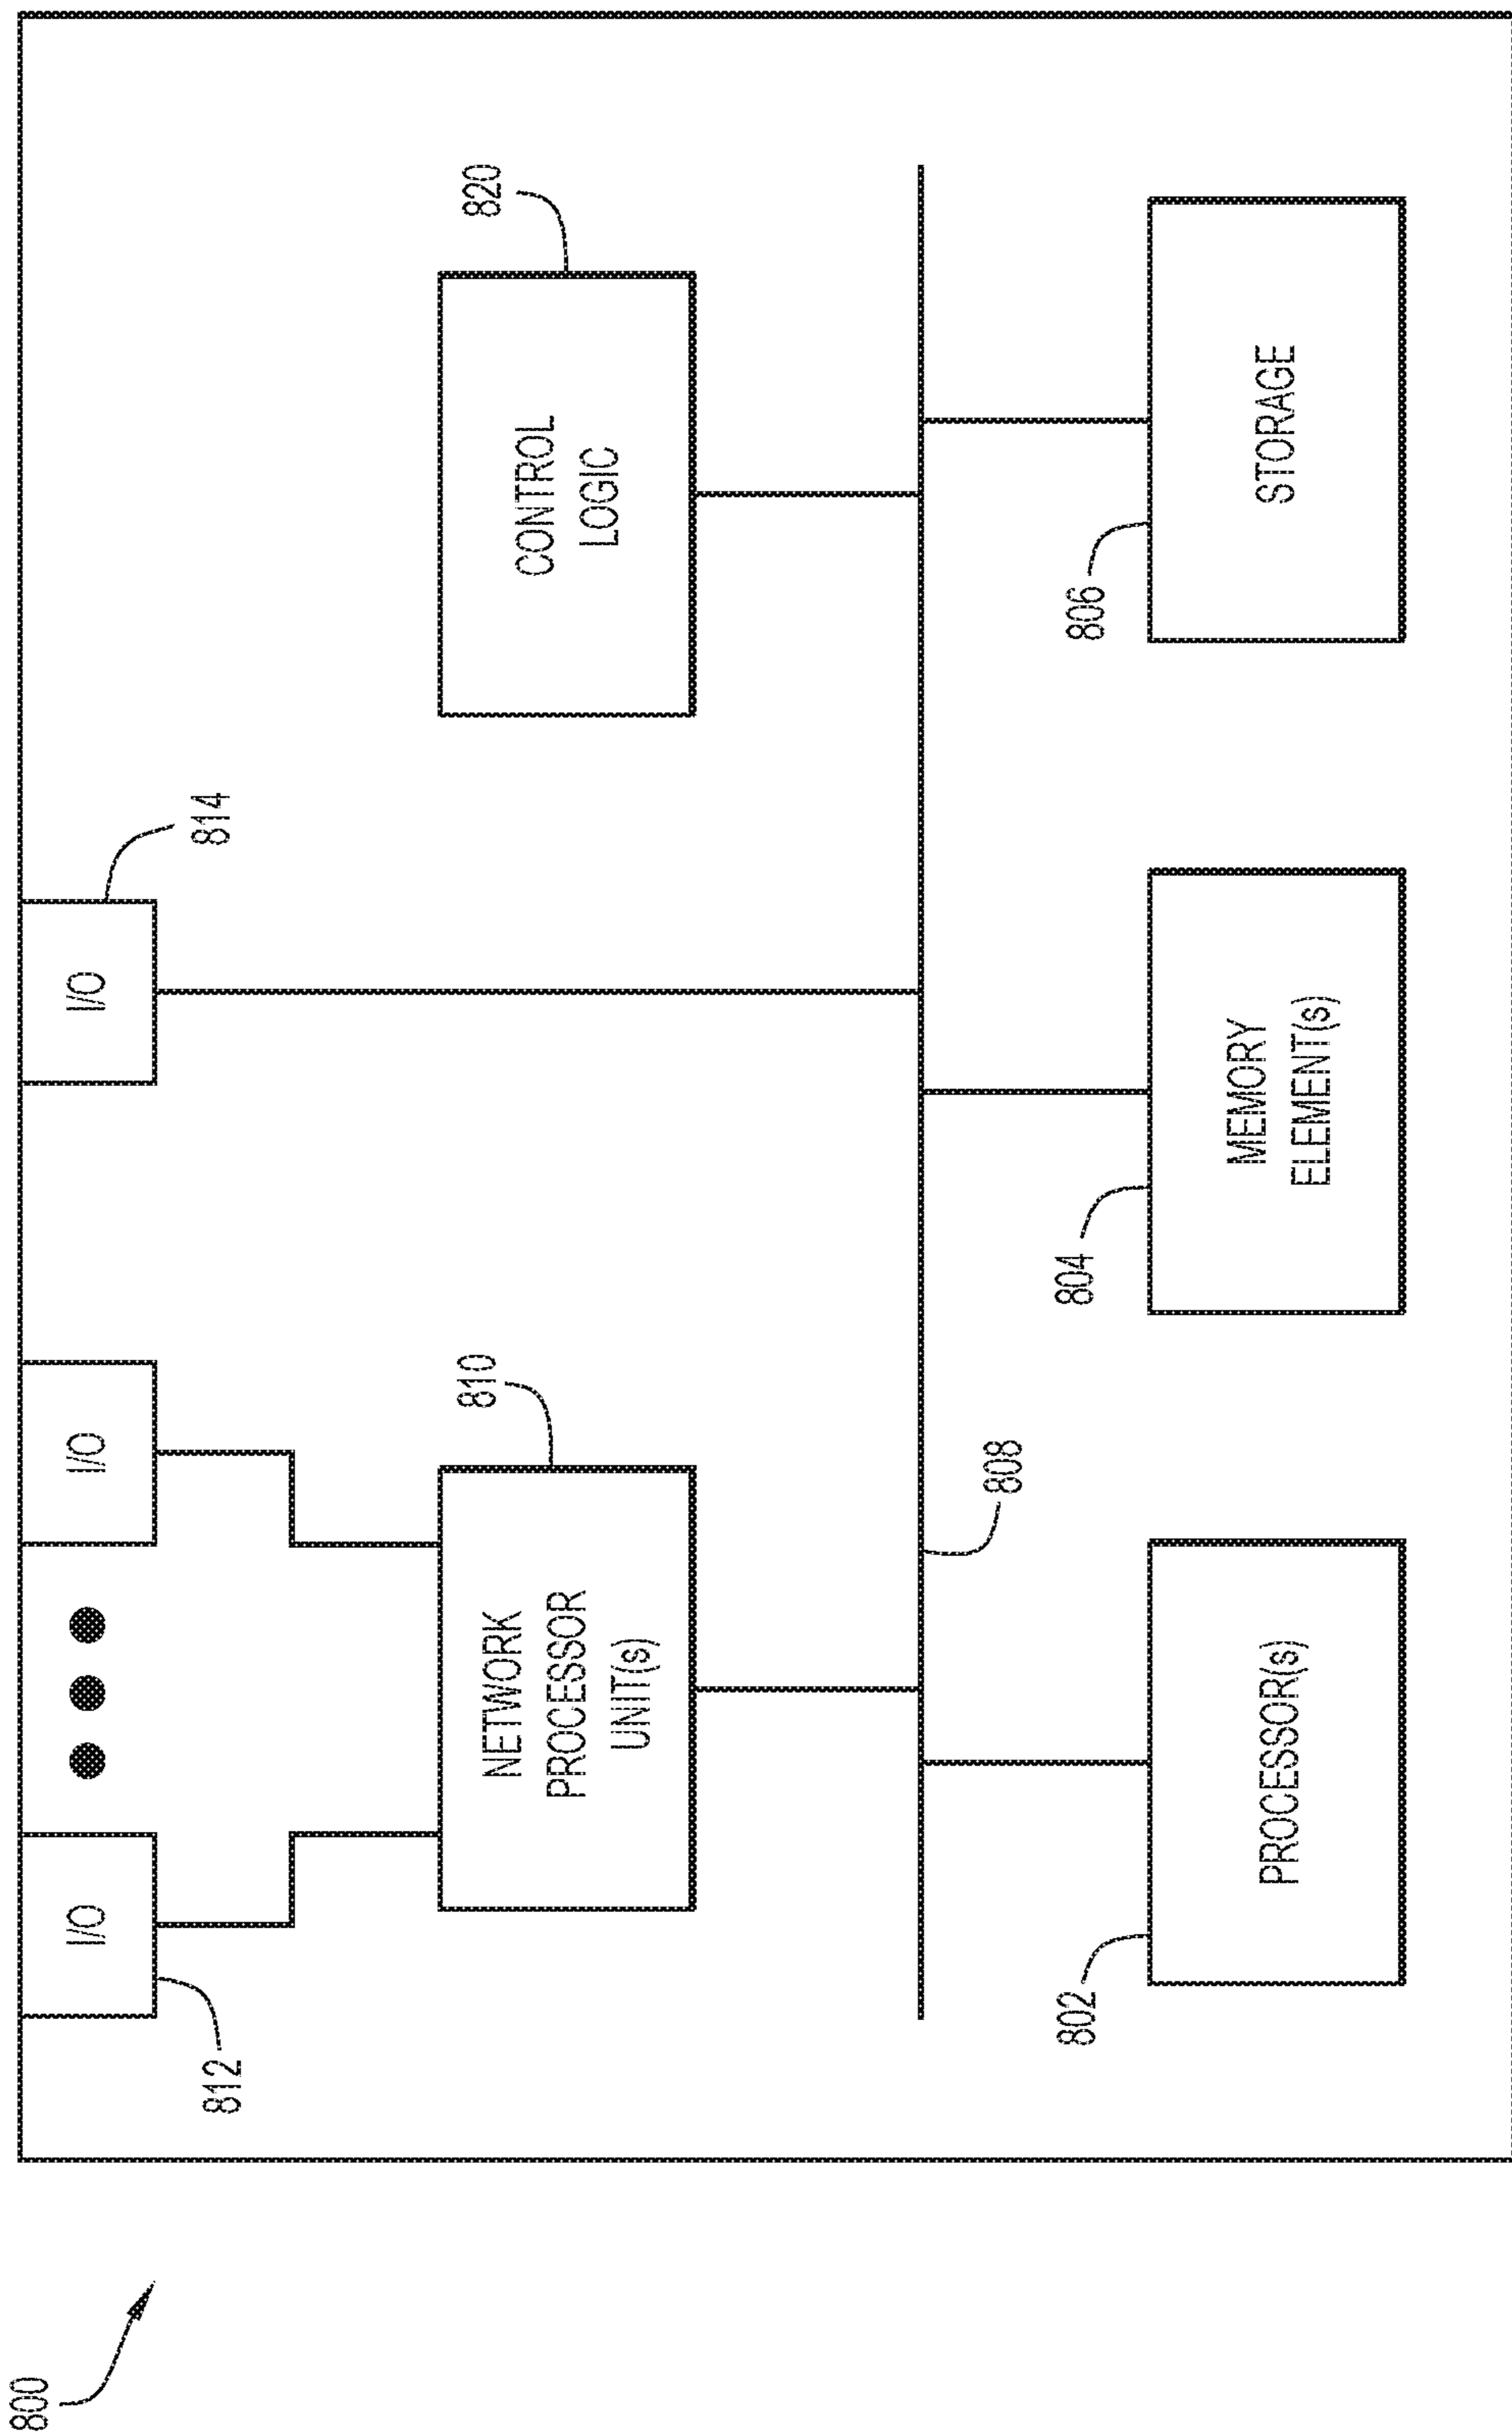 800
812
I/O
I/O
I/O
814
NETWORK
PROCESSOR
UNIT(s)
810
CONTROL
LOGIC
820
808
802
PROCESSOR(s)
804
MEMORY
ELEMENT(s)
806
STORAGE